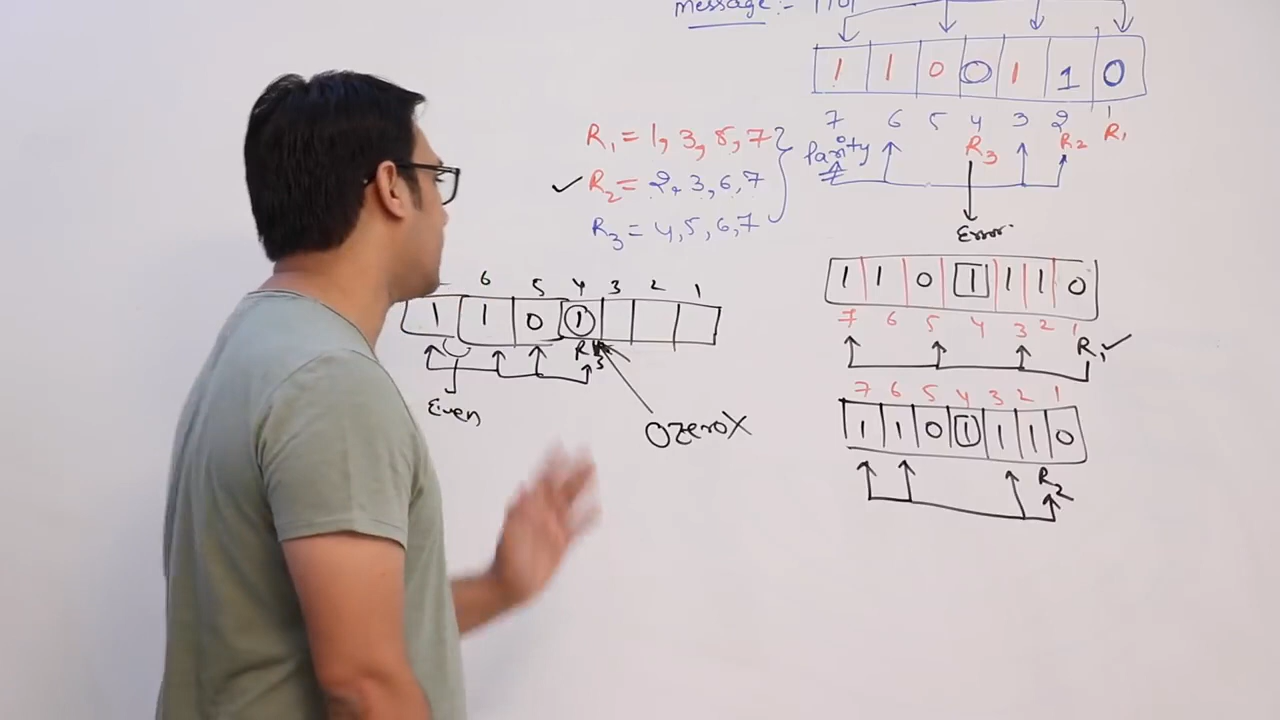 Message:- 1101
1 1 0 0 1 1 0
7 6 5 4 3 2 1
R3 R2 R1
R1 = 1, 3, 5, 7
Parity
✓ R2 = 2, 3, 6, 7
R3 = 4, 5, 6, 7
Error
1 1 0 1 1 1 0
7 6 5 4 3 2 1
R1 ✓
6 5 4 3 2 1
1 1 0 1
R3
Even
0 zero X
7 6 5 4 3 2 1
1 1 0 1 1 1 0
R2